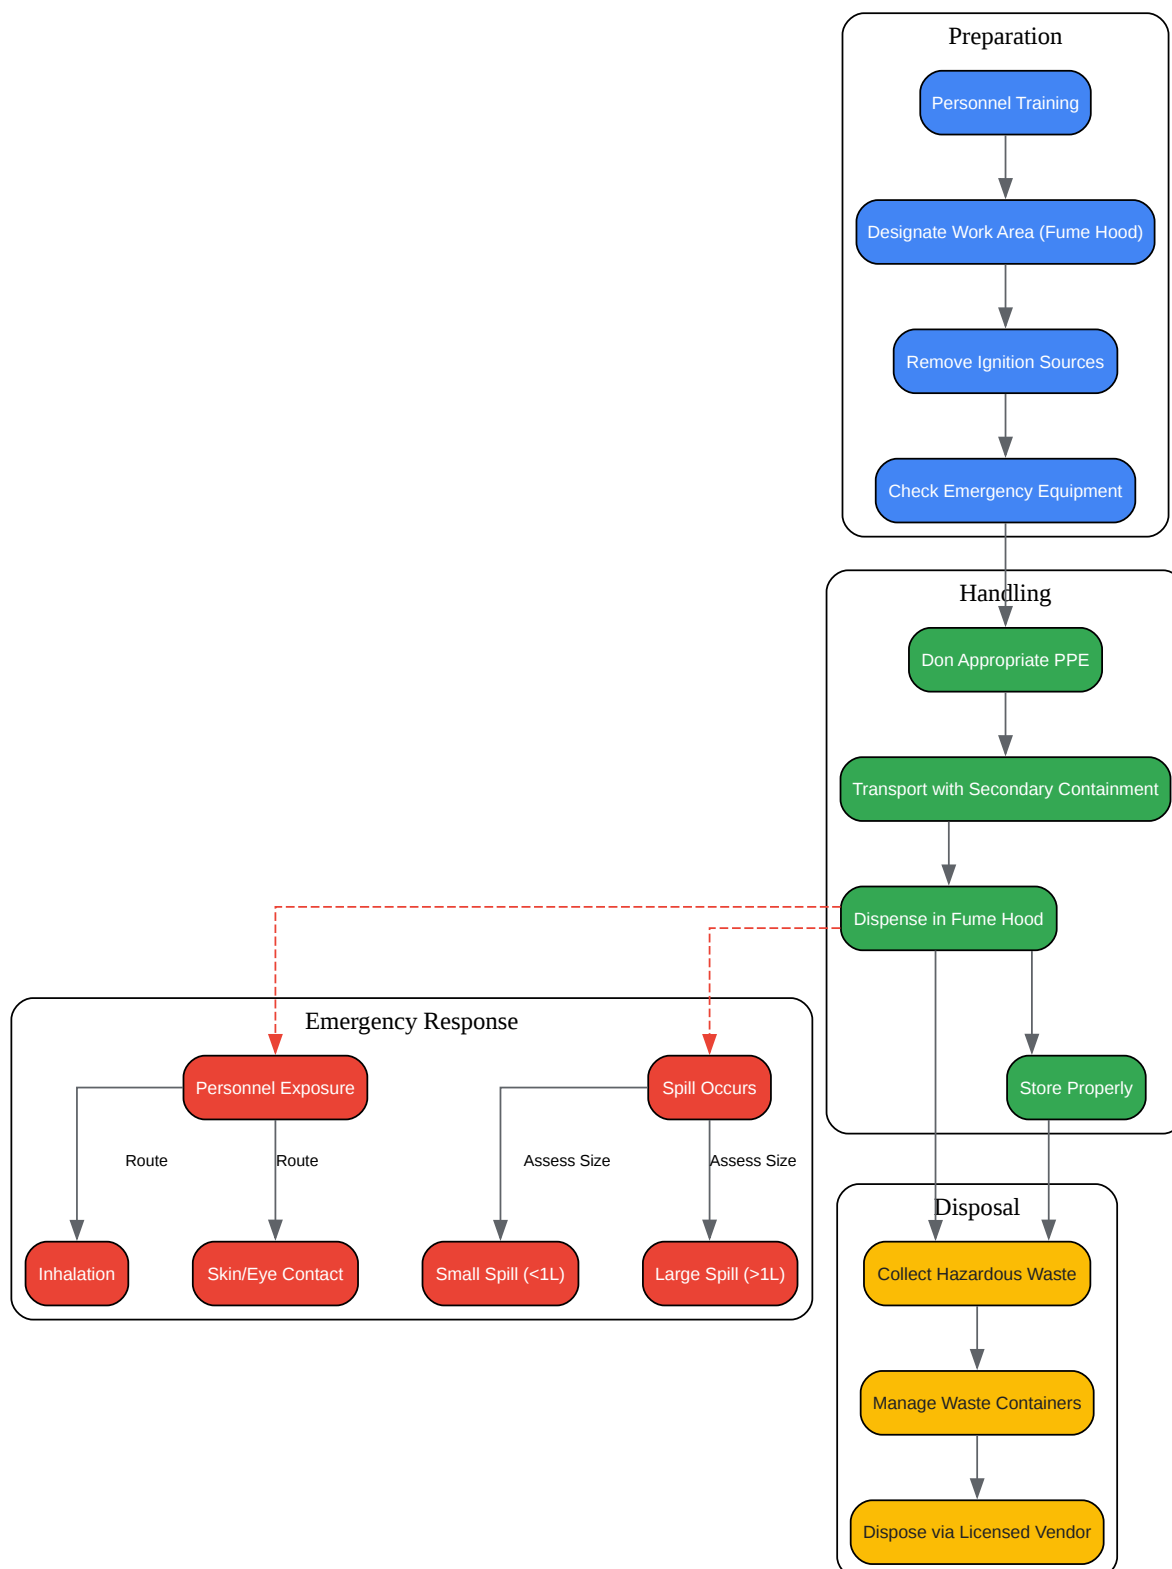 Preparation
Personnel Training
Designate Work Area (Fume Hood)
Remove Ignition Sources
Check Emergency Equipment
Handling
Don Appropriate PPE
Transport with Secondary Containment
Dispense in Fume Hood
Store Properly
Emergency Response
Personnel Exposure
Spill Occurs
Route
Route
Assess Size
Assess Size
Inhalation
Skin/Eye Contact
Small Spill (<1L)
Large Spill (>1L)
Disposal
Collect Hazardous Waste
Manage Waste Containers
Dispose via Licensed Vendor